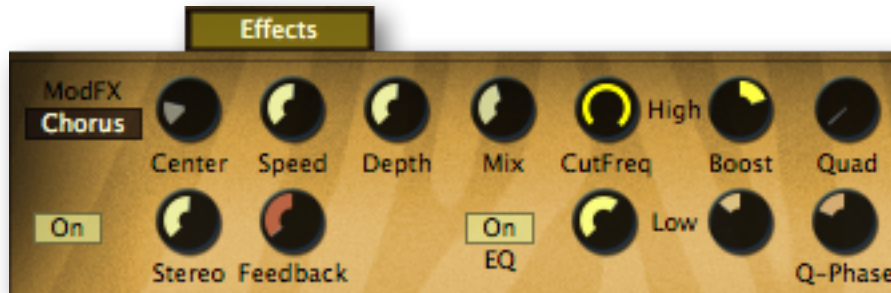 Effects
ModFX
Chorus
Center Speed Depth Mix CutFreq High Boost Quad
On
Stereo Feedback
On
EQ
Low
Q-Phase